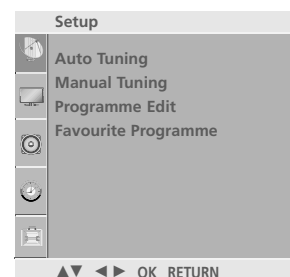 Setup
Auto Tuning
Manual Tuning
Programme Edit
Favourite Programme
▲▼ ◄► OK RETURN